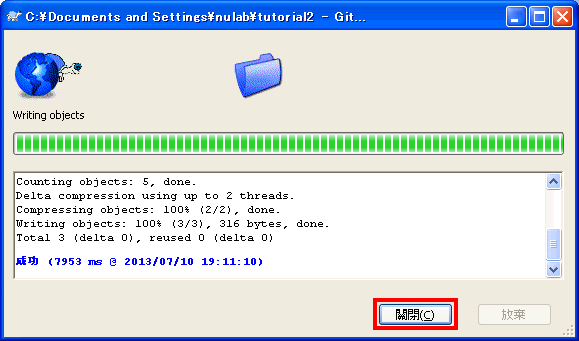 C:¥Documents and Settings¥nulab¥tutorial2 - Git...
Writing objects
Counting objects: 5, done.
Delta compression using up to 2 threads.
Compressing objects: 100% (2/2), done.
Writing objects: 100% (3/3), 316 bytes, done.
Total 3 (delta 0), reused 0 (delta 0)
成功 (7953 ms @ 2013/07/10 19:11:10)
關閉(C) 放棄